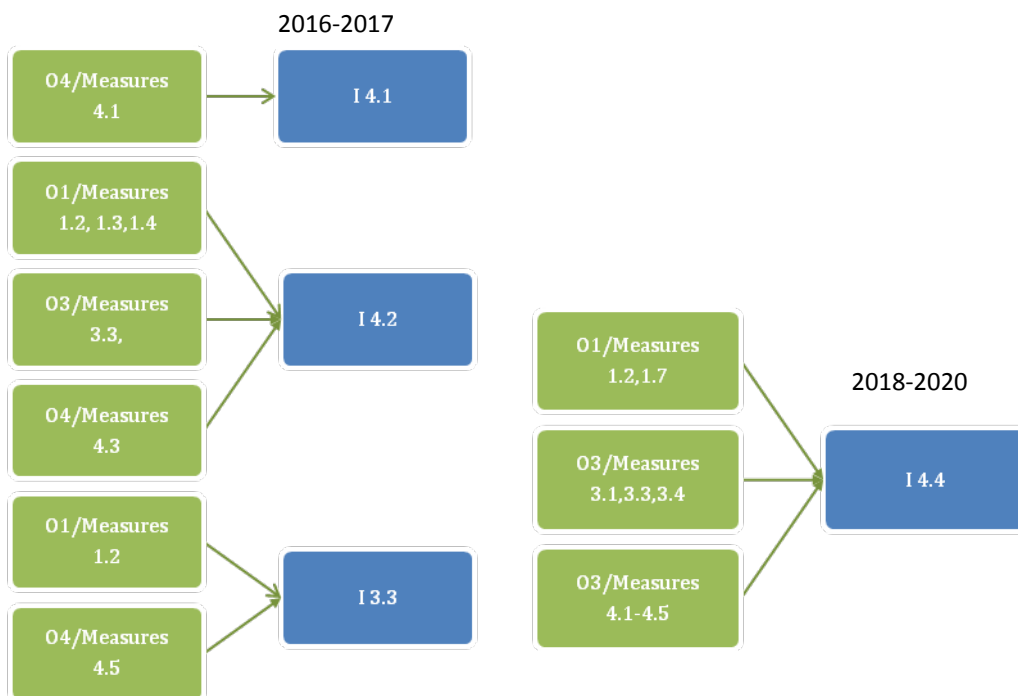 2016-2017
O4/Measures
4.1
I 4.1
O1/Measures
1.2, 1.3,1.4
O3/Measures
3.3,
O4/Measures
4.3
I 4.2
O1/Measures
1.2
O4/Measures
4.5
I 3.3
2018-2020
O1/Measures
1.2,1.7
O3/Measures
3.1,3.3,3.4
O3/Measures
4.1-4.5
I 4.4